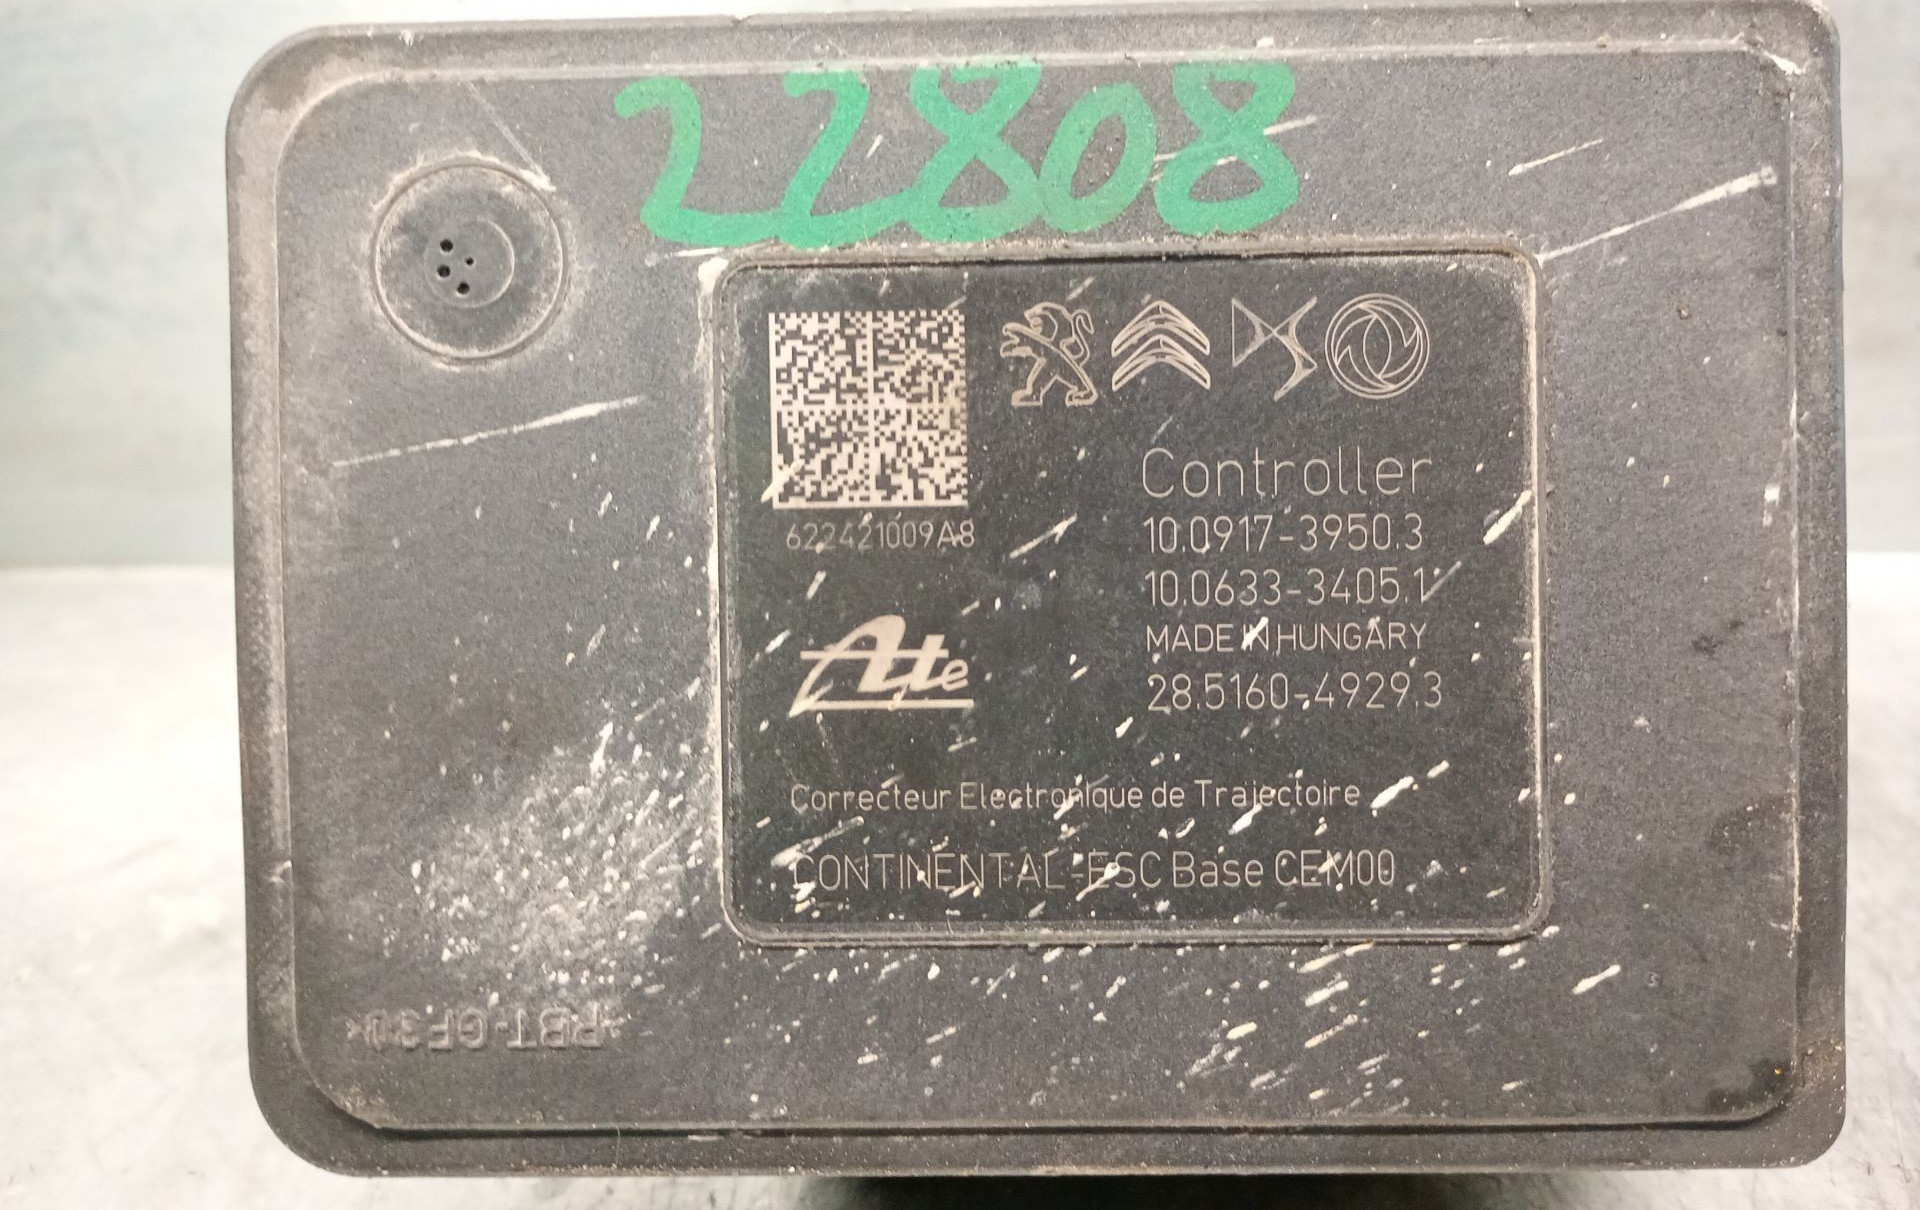 22808
622421009A8
Controller
10.0917-3950.3
10.0633-3405.1
MADE IN HUNGARY
28.5160-4929.3
Ate
Correcteur Electronique de Trajectoire
CONTINENTAL-ESC Base CEM00
>PBT-GF30<